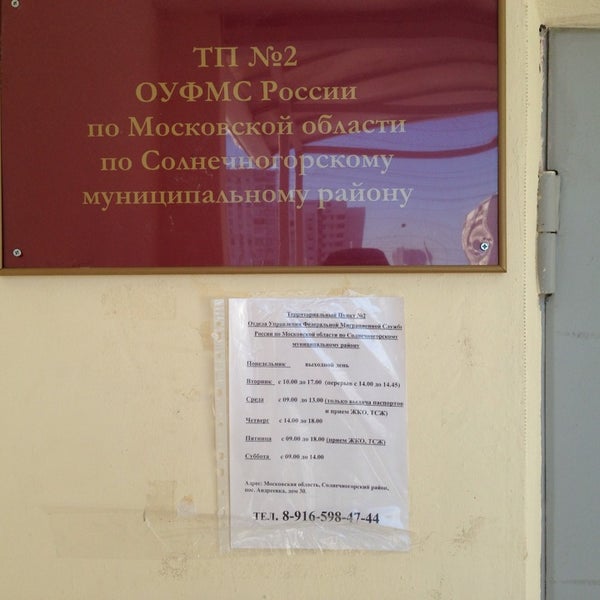 ТП №2
ОУФМС России
по Московской области
по Солнечногорскому
муниципальному району
Территориальный Пункт №2
Отдела Управления Федеральной Миграционной Службы
России по Московской области по Солнечногорскому
муниципальному району
Понедельник выходной день
Вторник с 10.00 до 17.00 (перерыв с 14.00 до 14.45)
Среда с 09.00 до 13.00 (только выдача паспортов
и прием ЖКО, ТСЖ)
Четверг с 14.00 до 18.00
Пятница с 09.00 до 18.00 (прием ЖКО, ТСЖ)
Суббота с 09.00 до 14.00
Адрес: Московская область, Солнечногорский район,
пос. Андреевка, дом 30.
ТЕЛ. 8-916-598-47-44